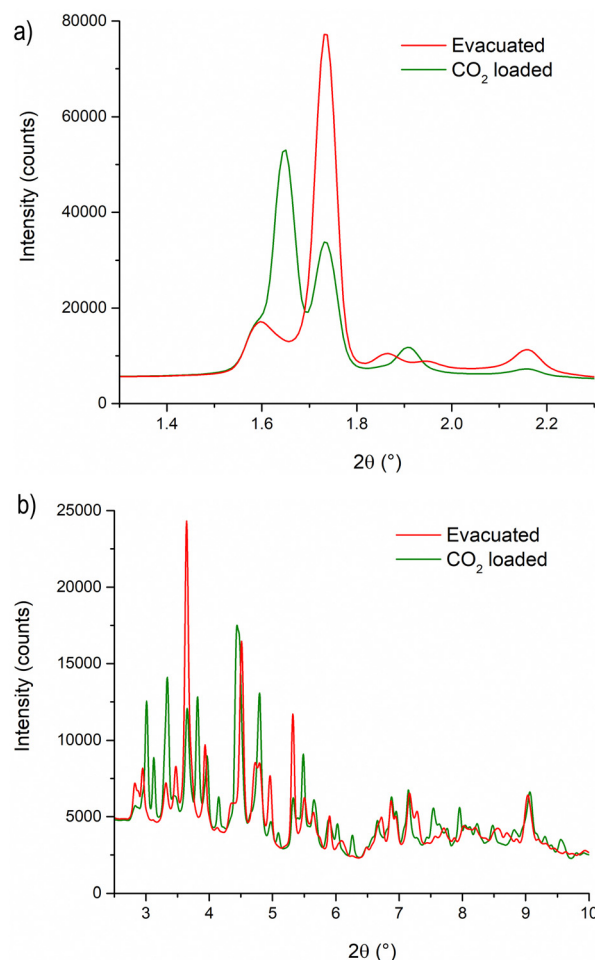 a)
Evacuated
CO₂ loaded
80000
60000
40000
20000
0
Intensity (counts)
1.4 1.6 1.8 2.0 2.2
2θ (°)
b)
Evacuated
CO₂ loaded
25000
20000
15000
10000
5000
0
Intensity (counts)
3 4 5 6 7 8 9 10
2θ (°)